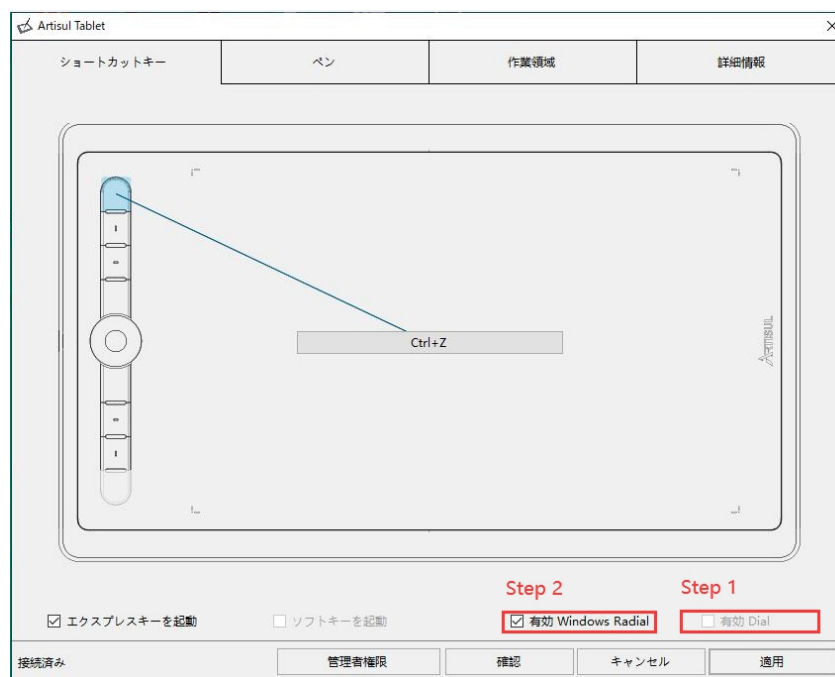 Artisul Tablet
ショートカットキー
ペン
作業領域
詳細情報
Ctrl+Z
ARTISUL
Step 2
Step 1
エクスプレスキーを起動
ソフトキーを起動
有効 Windows Radial
有効 Dial
接続済み
管理者権限
確認
キャンセル
適用